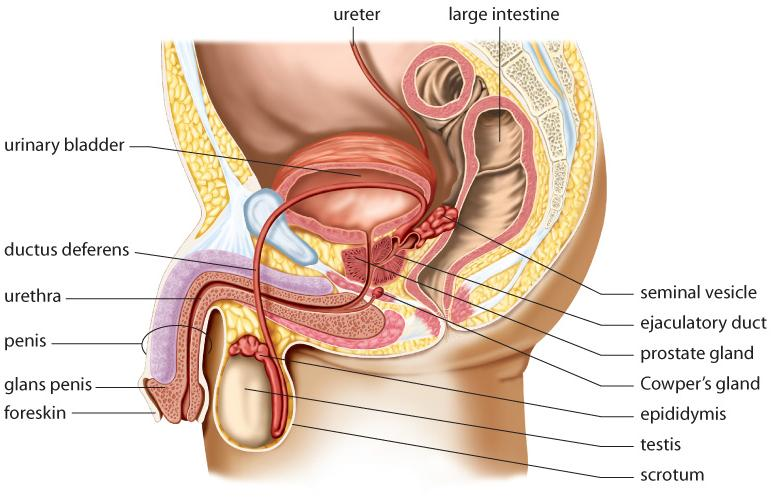 ureter
large intestine
urinary bladder
ductus deferens
urethra
penis
glans penis
foreskin
seminal vesicle
ejaculatory duct
prostate gland
Cowper's gland
epididymis
testis
scrotum